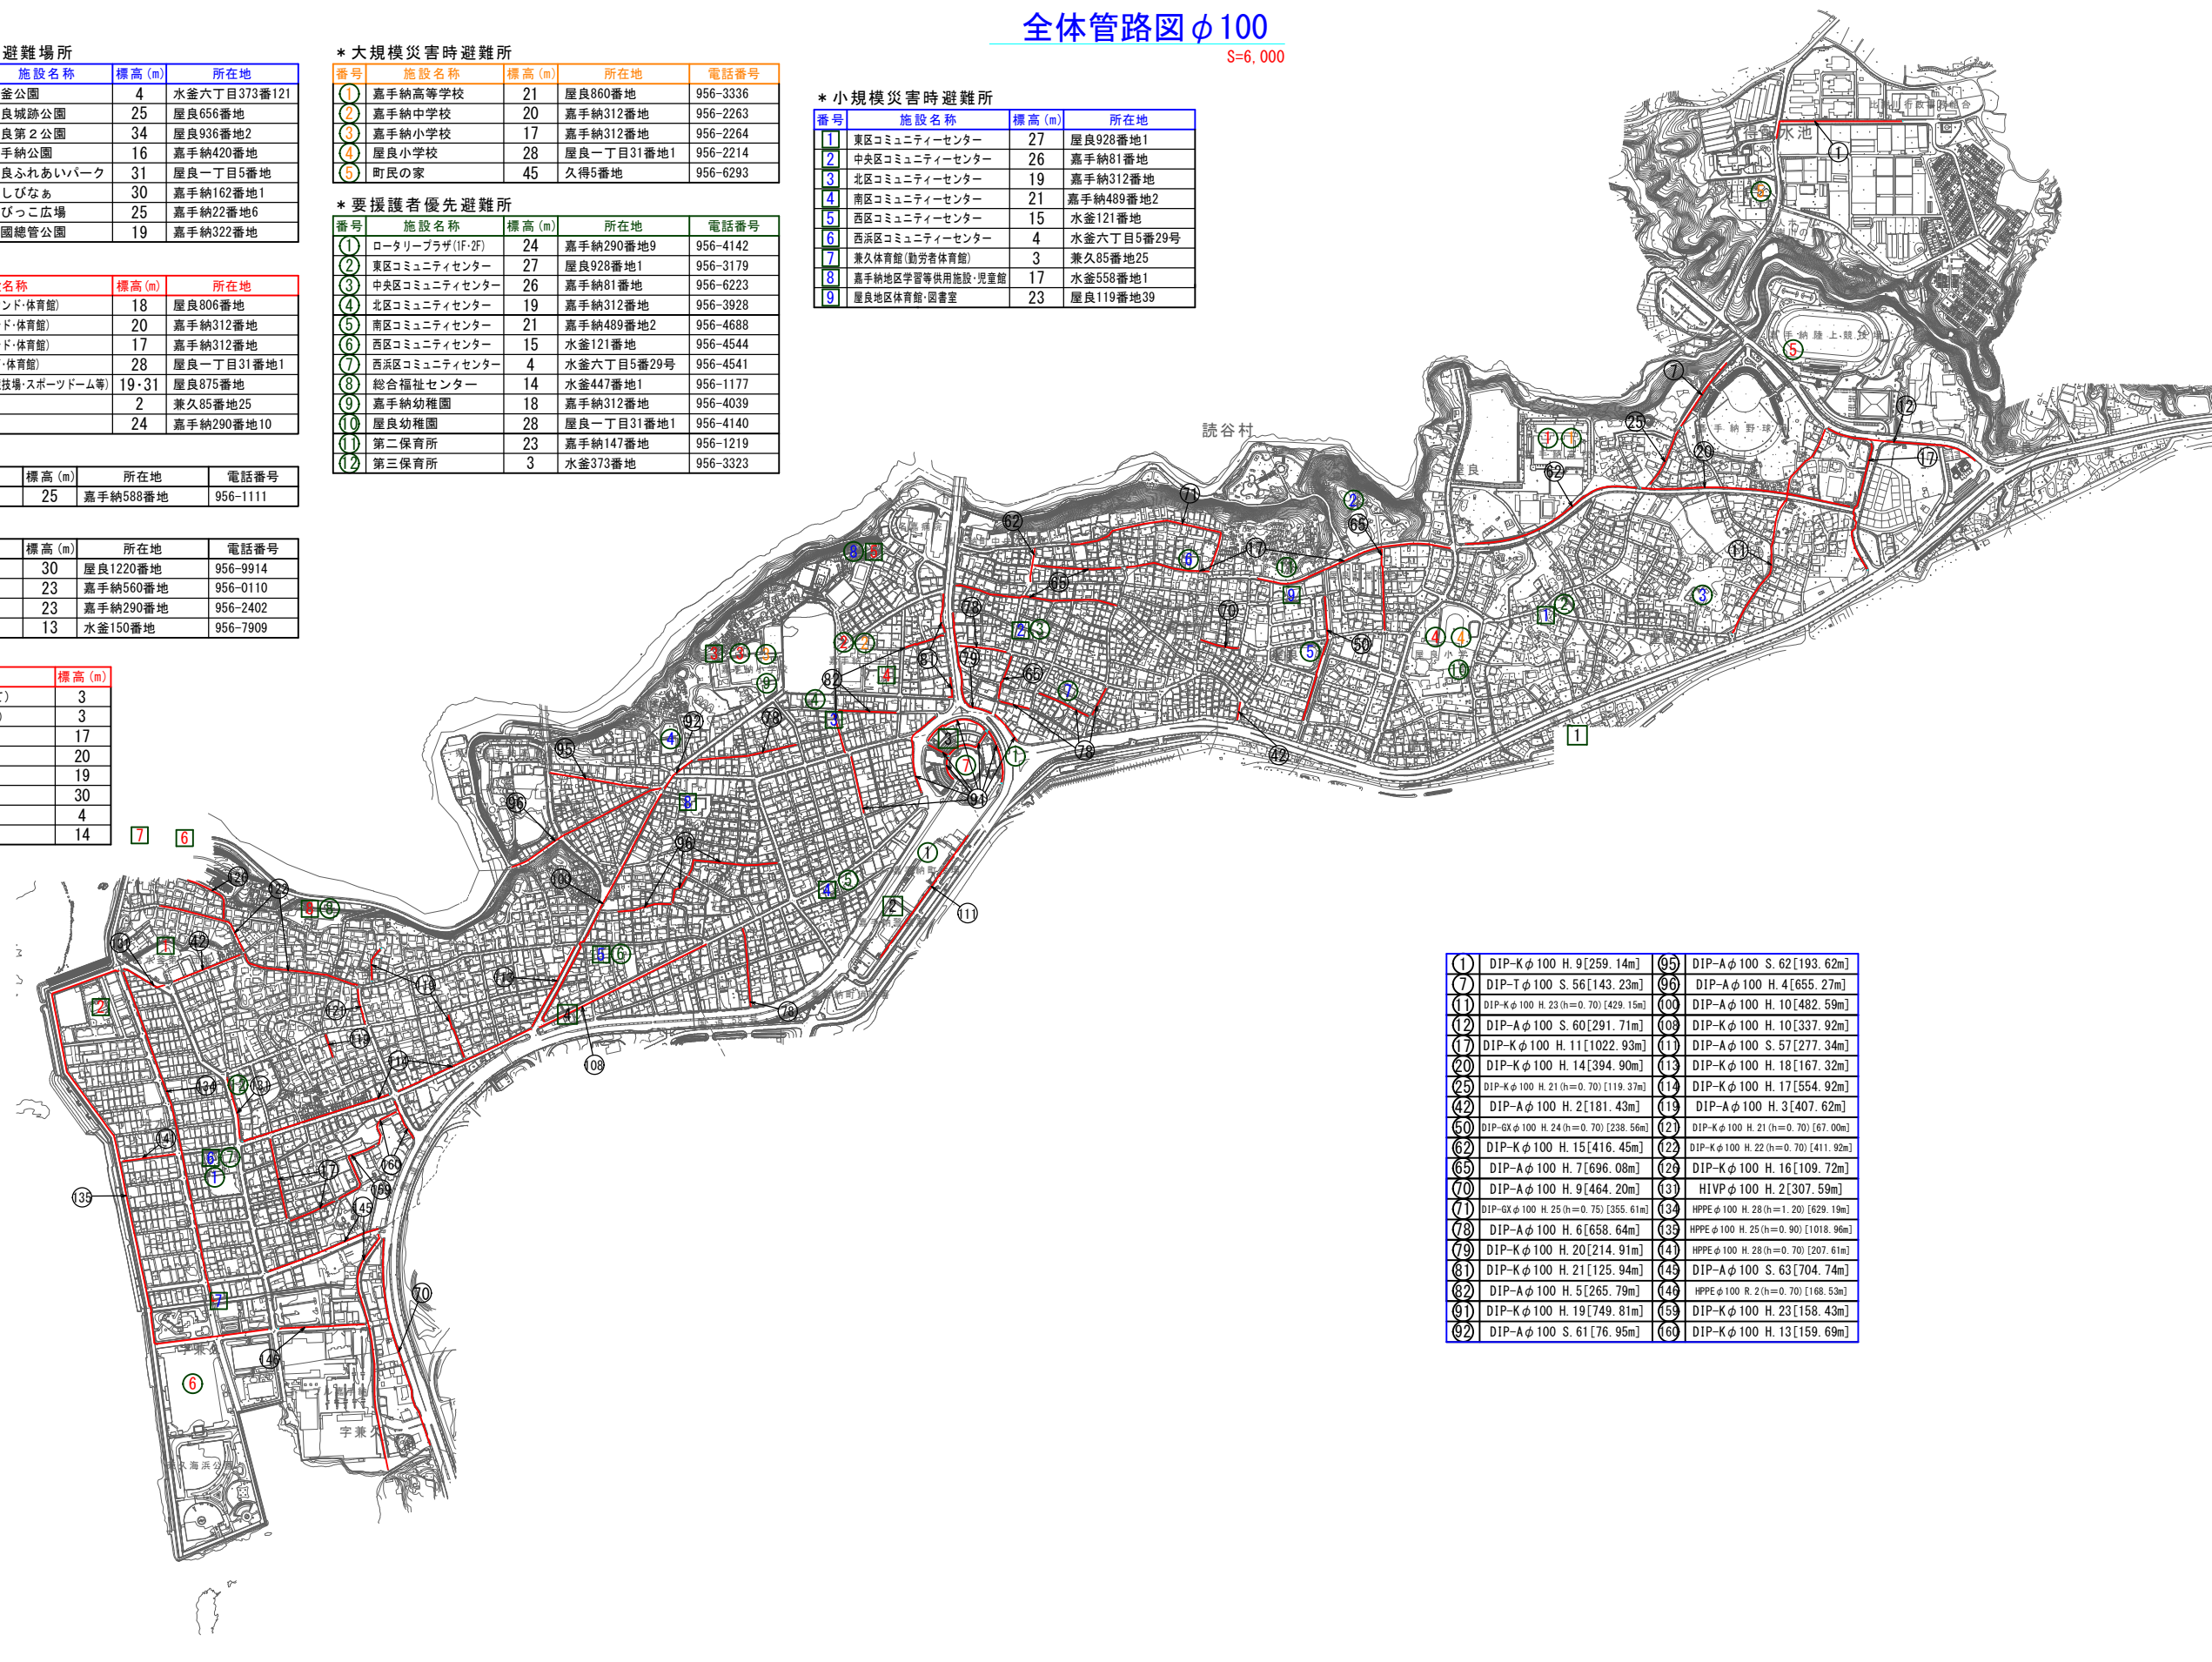 全体管路図φ100
S=6,000
避難場所
施設名称 標高(m) 所在地
釜公園 4 水釜六丁目373番121
良城跡公園 25 屋良656番地
良第2公園 34 屋良936番地2
手納公園 16 嘉手納420番地
良ふれあいパーク 31 屋良一丁目5番地
しびなぁ 30 嘉手納162番地1
びっこ広場 25 嘉手納22番地6
國總管公園 19 嘉手納322番地
名称 標高(m) 所在地
ンド・体育館) 18 屋良806番地
ド・体育館) 20 嘉手納312番地
ド・体育館) 17 嘉手納312番地
・体育館) 28 屋良一丁目31番地1
技場・スポーツドーム等) 19・31 屋良875番地
2 兼久85番地25
24 嘉手納290番地10
標高(m) 所在地 電話番号
25 嘉手納588番地 956-1111
標高(m) 所在地 電話番号
30 屋良1220番地 956-9914
23 嘉手納560番地 956-0110
23 嘉手納290番地 956-2402
13 水釜150番地 956-7909
標高(m)
3
3
17
20
19
30
4
14
*大規模災害時避難所
番号 施設名称 標高(m) 所在地 電話番号
1 嘉手納高等学校 21 屋良860番地 956-3336
2 嘉手納中学校 20 嘉手納312番地 956-2263
3 嘉手納小学校 17 嘉手納312番地 956-2264
4 屋良小学校 28 屋良一丁目31番地1 956-2214
5 町民の家 45 久得5番地 956-6293
*要援護者優先避難所
番号 施設名称 標高(m) 所在地 電話番号
1 ロータリープラザ(1F・2F) 24 嘉手納290番地9 956-4142
2 東区コミュニティセンター 27 屋良928番地1 956-3179
3 中央区コミュニティセンター 26 嘉手納81番地 956-6223
4 北区コミュニティセンター 19 嘉手納312番地 956-3928
5 南区コミュニティセンター 21 嘉手納489番地2 956-4688
6 西区コミュニティセンター 15 水釜121番地 956-4544
7 西浜区コミュニティセンター 4 水釜六丁目5番29号 956-4541
8 総合福祉センター 14 水釜447番地1 956-1177
9 嘉手納幼稚園 18 嘉手納312番地 956-4039
10 屋良幼稚園 28 屋良一丁目31番地1 956-4140
11 第二保育所 23 嘉手納147番地 956-1219
12 第三保育所 3 水釜373番地 956-3323
*小規模災害時避難所
番号 施設名称 標高(m) 所在地
1 東区コミュニティーセンター 27 屋良928番地1
2 中央区コミュニティーセンター 26 嘉手納81番地
3 北区コミュニティーセンター 19 嘉手納312番地
4 南区コミュニティーセンター 21 嘉手納489番地2
5 西区コミュニティーセンター 15 水釜121番地
6 西浜区コミュニティーセンター 4 水釜六丁目5番29号
7 兼久体育館(勤労者体育館) 3 兼久85番地25
8 嘉手納地区学習等供用施設・児童館 17 水釜558番地1
9 屋良地区体育館・図書室 23 屋良119番地39
読谷村
屋良
嘉手納陸上競技場
嘉手納野球場
屋良小学校
字兼久
字兼久
兼久海浜公園
1 DIP-Kφ100 H.9[259.14m] 95 DIP-Aφ100 S.62[193.62m]
7 DIP-Tφ100 S.56[143.23m] 96 DIP-Aφ100 H.4[655.27m]
11 DIP-Kφ100 H.23(h=0.70)[429.15m] 100 DIP-Aφ100 H.10[482.59m]
12 DIP-Aφ100 S.60[291.71m] 108 DIP-Kφ100 H.10[337.92m]
17 DIP-Kφ100 H.11[1022.93m] 111 DIP-Aφ100 S.57[277.34m]
20 DIP-Kφ100 H.14[394.90m] 113 DIP-Kφ100 H.18[167.32m]
25 DIP-Kφ100 H.21(h=0.70)[119.37m] 114 DIP-Kφ100 H.17[554.92m]
42 DIP-Aφ100 H.2[181.43m] 119 DIP-Aφ100 H.3[407.62m]
50 DIP-GXφ100 H.24(h=0.70)[238.56m] 121 DIP-Kφ100 H.21(h=0.70)[67.00m]
62 DIP-Kφ100 H.15[416.45m] 122 DIP-Kφ100 H.22(h=0.70)[411.92m]
65 DIP-Aφ100 H.7[696.08m] 126 DIP-Kφ100 H.16[109.72m]
70 DIP-Aφ100 H.9[464.20m] 131 HIVPφ100 H.2[307.59m]
71 DIP-GXφ100 H.25(h=0.75)[355.61m] 134 HPPEφ100 H.28(h=1.20)[629.19m]
78 DIP-Aφ100 H.6[658.64m] 135 HPPEφ100 H.25(h=0.90)[1018.96m]
79 DIP-Kφ100 H.20[214.91m] 141 HPPEφ100 H.28(h=0.70)[207.61m]
81 DIP-Kφ100 H.21[125.94m] 145 DIP-Aφ100 S.63[704.74m]
82 DIP-Aφ100 H.5[265.79m] 146 HPPEφ100 R.2(h=0.70)[168.53m]
91 DIP-Kφ100 H.19[749.81m] 159 DIP-Kφ100 H.23[158.43m]
92 DIP-Aφ100 S.61[76.95m] 160 DIP-Kφ100 H.13[159.69m]